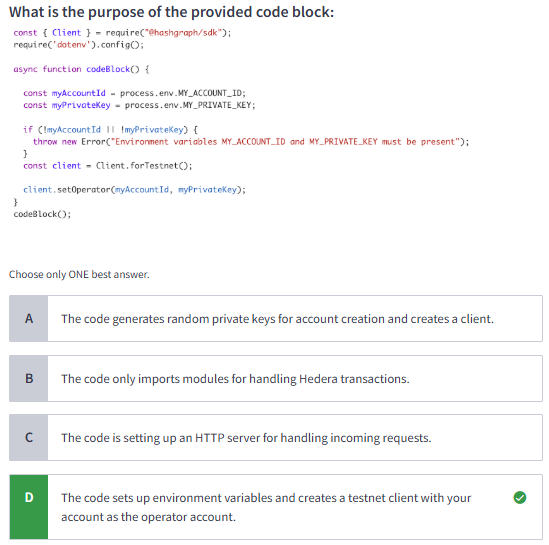 What is the purpose of the provided code block:
const { Client } = require("@hashgraph/sdk");
require('dotenv').config();
async function codeBlock() {
const myAccountId = process.env.MY_ACCOUNT_ID;
const myPrivateKey = process.env.MY_PRIVATE_KEY;
if (!myAccountId || !myPrivateKey) {
throw new Error("Environment variables MY_ACCOUNT_ID and MY_PRIVATE_KEY must be present");
}
const client = Client.forTestnet();
client.setOperator(myAccountId, myPrivateKey);
}
codeBlock();
Choose only ONE best answer.
A The code generates random private keys for account creation and creates a client.
B The code only imports modules for handling Hedera transactions.
C The code is setting up an HTTP server for handling incoming requests.
D The code sets up environment variables and creates a testnet client with your
account as the operator account.